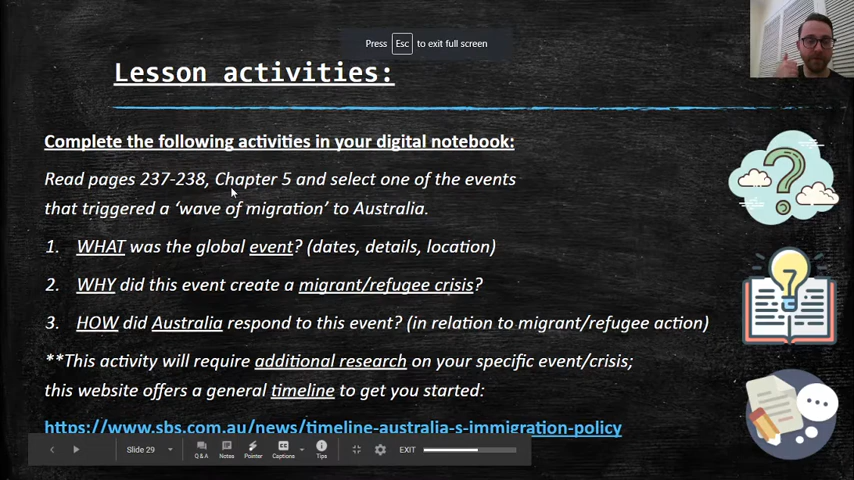 Press Esc to exit full screen
Lesson activities:
Complete the following activities in your digital notebook:
Read pages 237-238, Chapter 5 and select one of the events
that triggered a ‘wave of migration’ to Australia.
1. WHAT was the global event? (dates, details, location)
2. WHY did this event create a migrant/refugee crisis?
3. HOW did Australia respond to this event? (in relation to migrant/refugee action)
**This activity will require additional research on your specific event/crisis;
this website offers a general timeline to get you started:
https://www.sbs.com.au/news/timeline-australia-s-immigration-policy
Slide 29 Q&A Notes Pointer Captions Tips EXIT